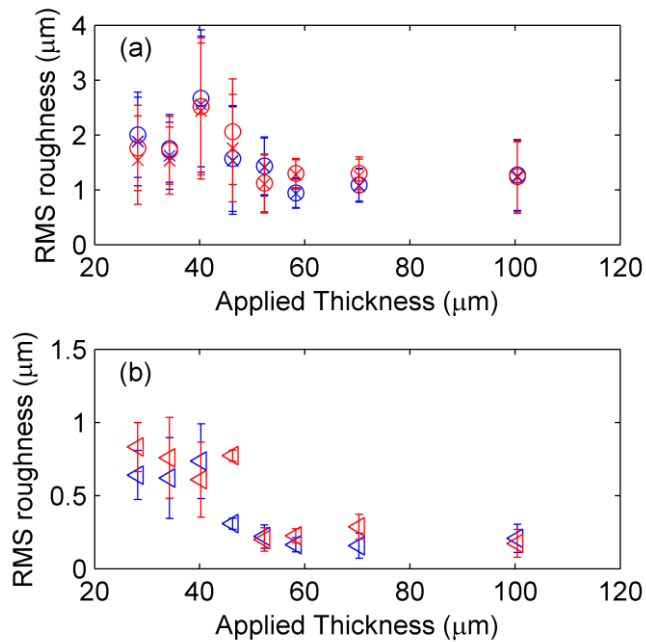 (a)
RMS roughness (μm)
4
3
2
1
0
20 40 60 80 100 120
Applied Thickness (μm)
(b)
RMS roughness (μm)
1.5
1
0.5
0
20 40 60 80 100 120
Applied Thickness (μm)